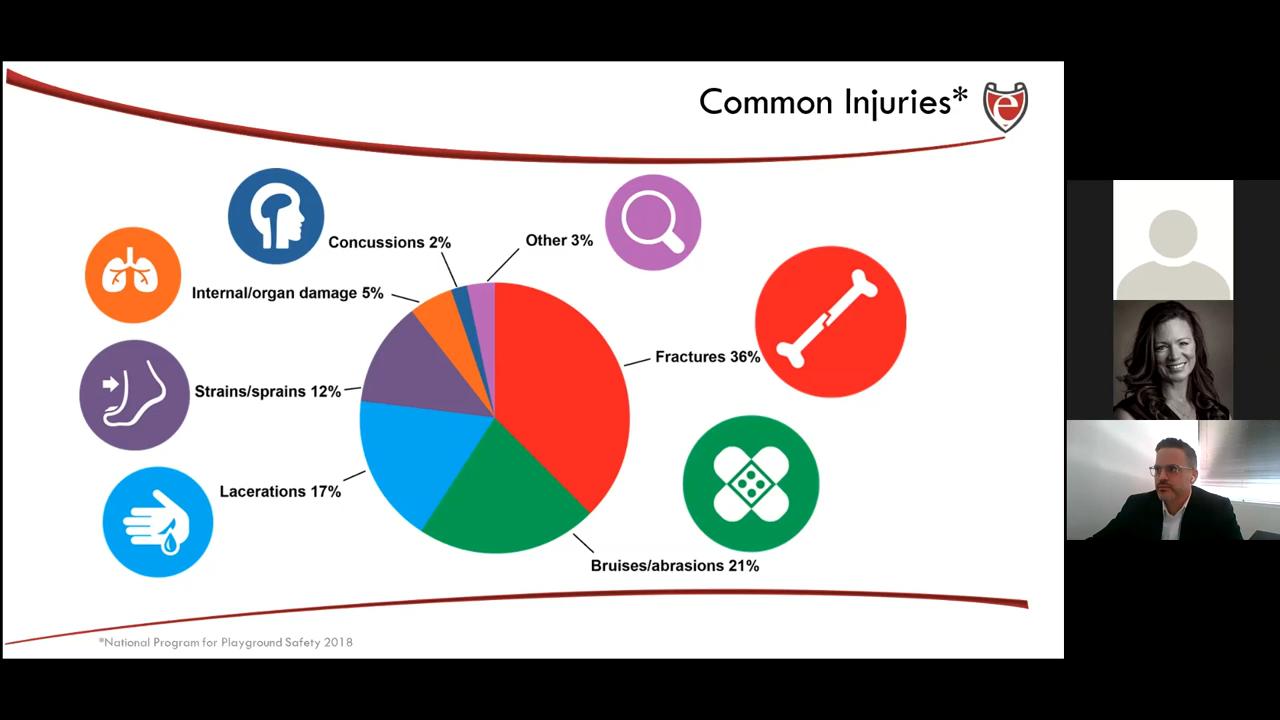 Common Injuries*
e
Concussions 2%
Other 3%
Internal/organ damage 5%
Fractures 36%
Strains/sprains 12%
Lacerations 17%
Bruises/abrasions 21%
*National Program for Playground Safety 2018